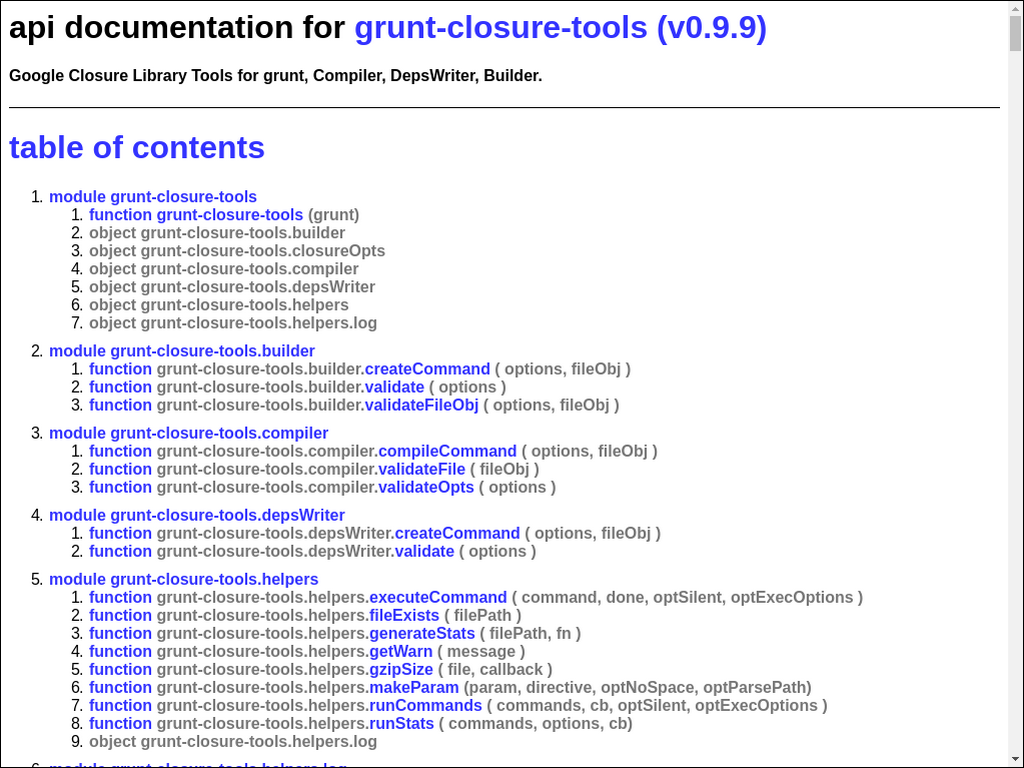 api documentation for grunt-closure-tools (v0.9.9)
Google Closure Library Tools for grunt, Compiler, DepsWriter, Builder.
table of contents
1. module grunt-closure-tools
1. function grunt-closure-tools (grunt)
2. object grunt-closure-tools.builder
3. object grunt-closure-tools.closureOpts
4. object grunt-closure-tools.compiler
5. object grunt-closure-tools.depsWriter
6. object grunt-closure-tools.helpers
7. object grunt-closure-tools.helpers.log
2. module grunt-closure-tools.builder
1. function grunt-closure-tools.builder.createCommand ( options, fileObj )
2. function grunt-closure-tools.builder.validate ( options )
3. function grunt-closure-tools.builder.validateFileObj ( options, fileObj )
3. module grunt-closure-tools.compiler
1. function grunt-closure-tools.compiler.compileCommand ( options, fileObj )
2. function grunt-closure-tools.compiler.validateFile ( fileObj )
3. function grunt-closure-tools.compiler.validateOpts ( options )
4. module grunt-closure-tools.depsWriter
1. function grunt-closure-tools.depsWriter.createCommand ( options, fileObj )
2. function grunt-closure-tools.depsWriter.validate ( options )
5. module grunt-closure-tools.helpers
1. function grunt-closure-tools.helpers.executeCommand ( command, done, optSilent, optExecOptions )
2. function grunt-closure-tools.helpers.fileExists ( filePath )
3. function grunt-closure-tools.helpers.generateStats ( filePath, fn )
4. function grunt-closure-tools.helpers.getWarn ( message )
5. function grunt-closure-tools.helpers.gzipSize ( file, callback )
6. function grunt-closure-tools.helpers.makeParam (param, directive, optNoSpace, optParsePath)
7. function grunt-closure-tools.helpers.runCommands ( commands, cb, optSilent, optExecOptions )
8. function grunt-closure-tools.helpers.runStats ( commands, options, cb)
9. object grunt-closure-tools.helpers.log
6. module grunt-closure-tools.helpers.log